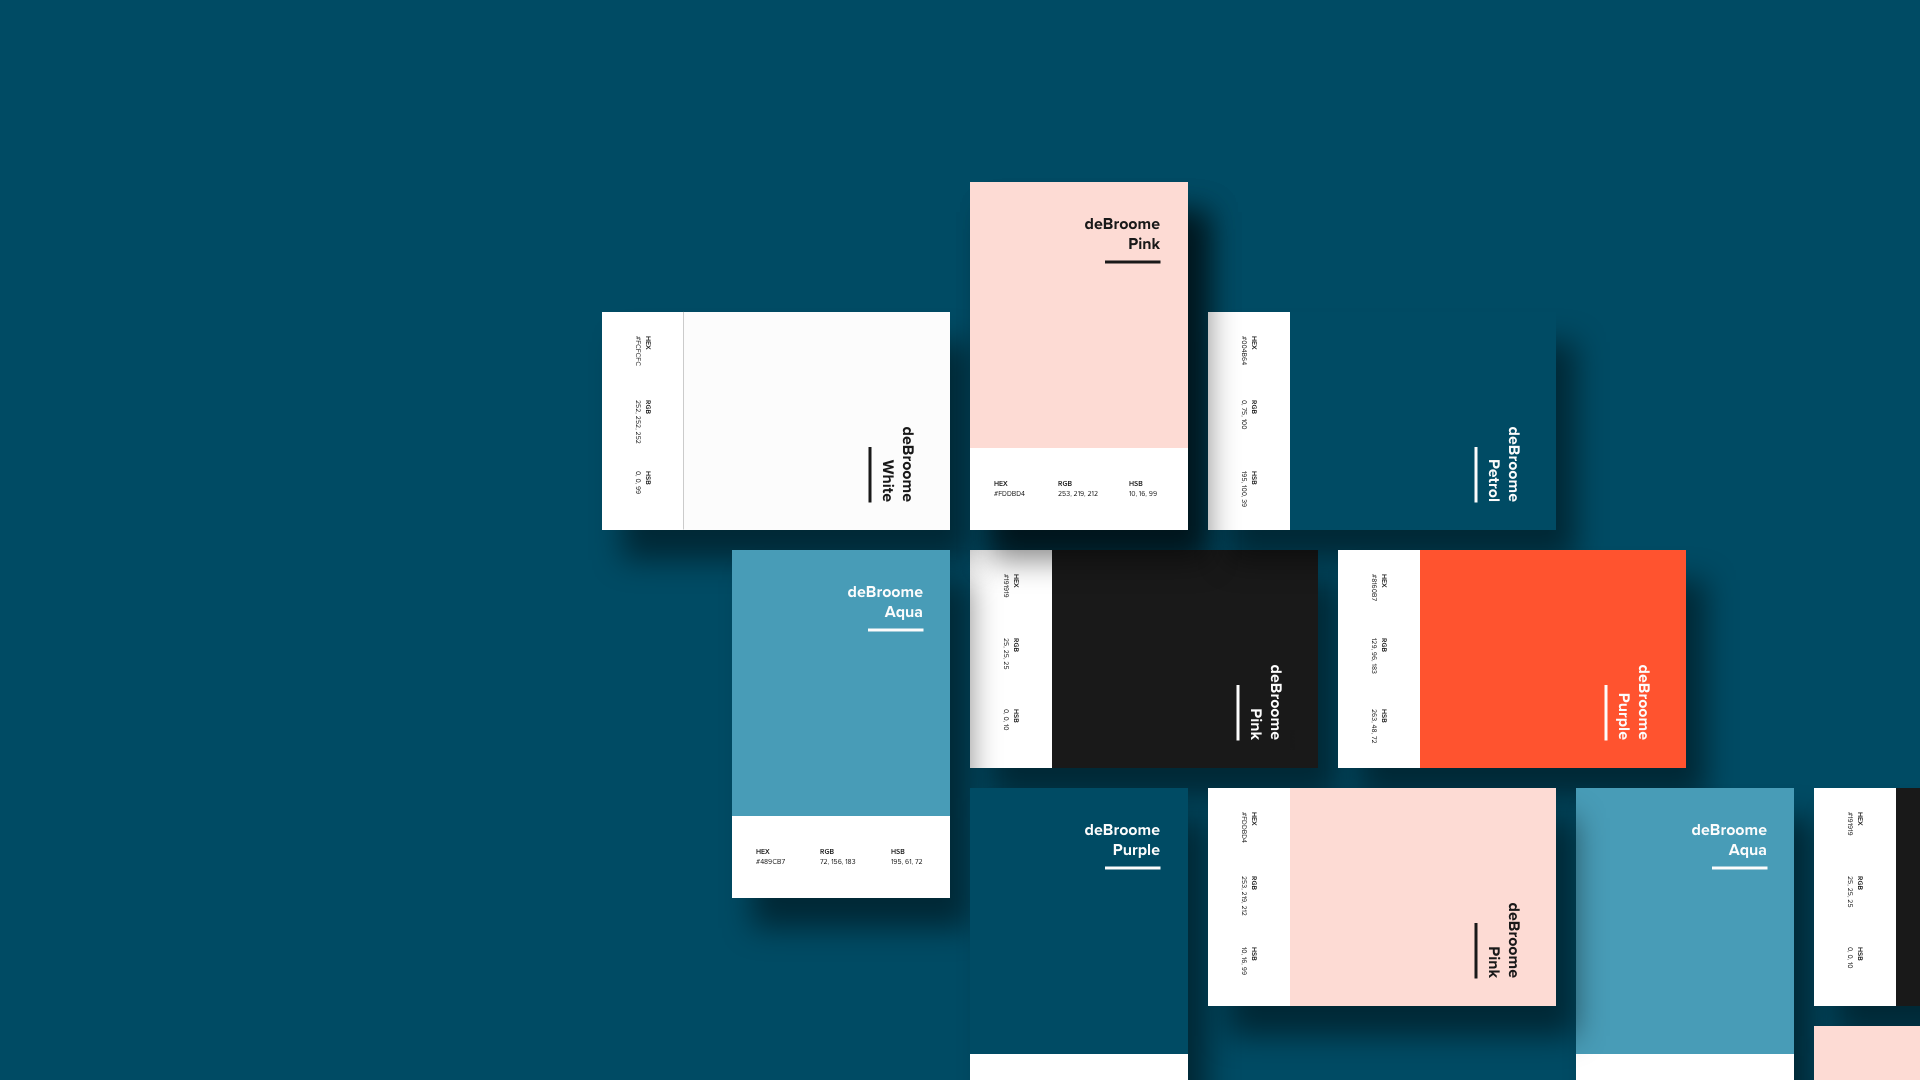 deBroome
Pink
HEX
#FDDBD4
RGB
253, 219, 212
HSB
10, 16, 99
HEX
#FCFCFC
RGB
252, 252, 252
HSB
0, 0, 99
deBroome
White
HEX
#004B64
RGB
0, 75, 100
HSB
195, 100, 39
deBroome
Petrol
deBroome
Aqua
HEX
#489CB7
RGB
72, 156, 183
HSB
195, 61, 72
HEX
#191919
RGB
25, 25, 25
HSB
0, 0, 10
deBroome
Pink
HEX
#8160B7
RGB
129, 96, 183
HSB
263, 48, 72
deBroome
Purple
deBroome
Purple
HEX
#FDDBD4
RGB
253, 219, 212
HSB
10, 16, 99
deBroome
Pink
deBroome
Aqua
HEX
#191919
RGB
25, 25, 25
HSB
0, 0, 10